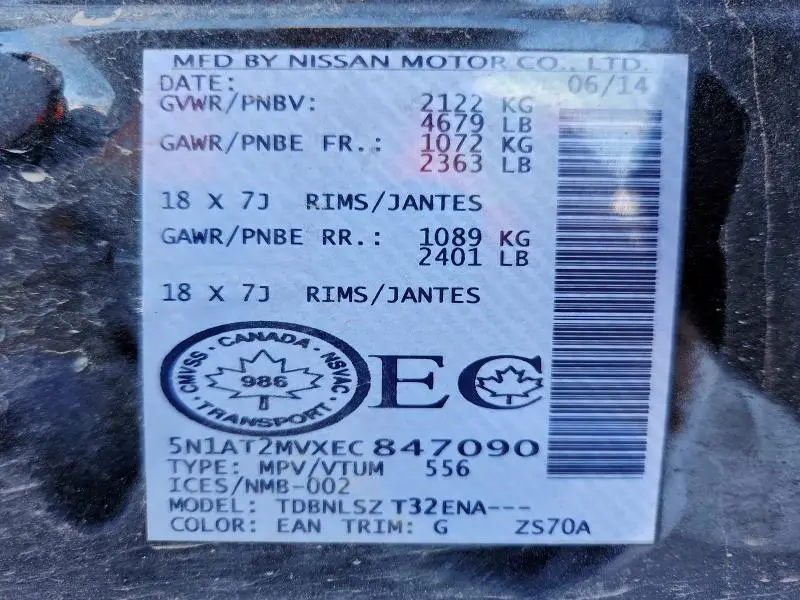 MFD BY NISSAN MOTOR CO., LTD.
DATE: 06/14
GVWR/PNBV: 2122 KG
4679 LB
GAWR/PNBE FR.: 1072 KG
2363 LB
18 X 7J RIMS/JANTES
GAWR/PNBE RR.: 1089 KG
2401 LB
18 X 7J RIMS/JANTES
CANADA
CMVSS · NSVAC
986
TRANSPORT
EC
5N1AT2MVXEC847090
TYPE: MPV/VTUM 556
ICES/NMB-002
MODEL: TDBNLSZ T32ENA---
COLOR: EAN TRIM: G ZS70A